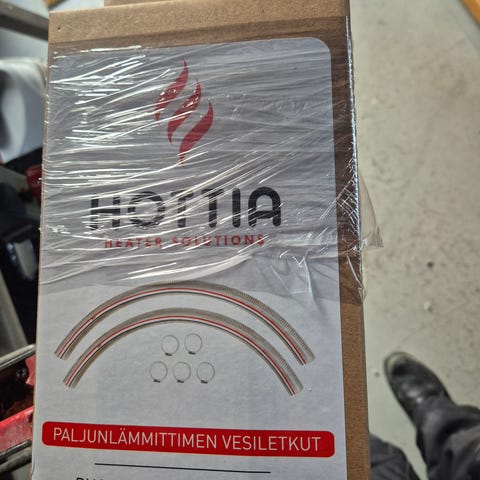 HOTTIA
HEATER SOLUTIONS
PALJUNLÄMMITTIMEN VESILETKUT